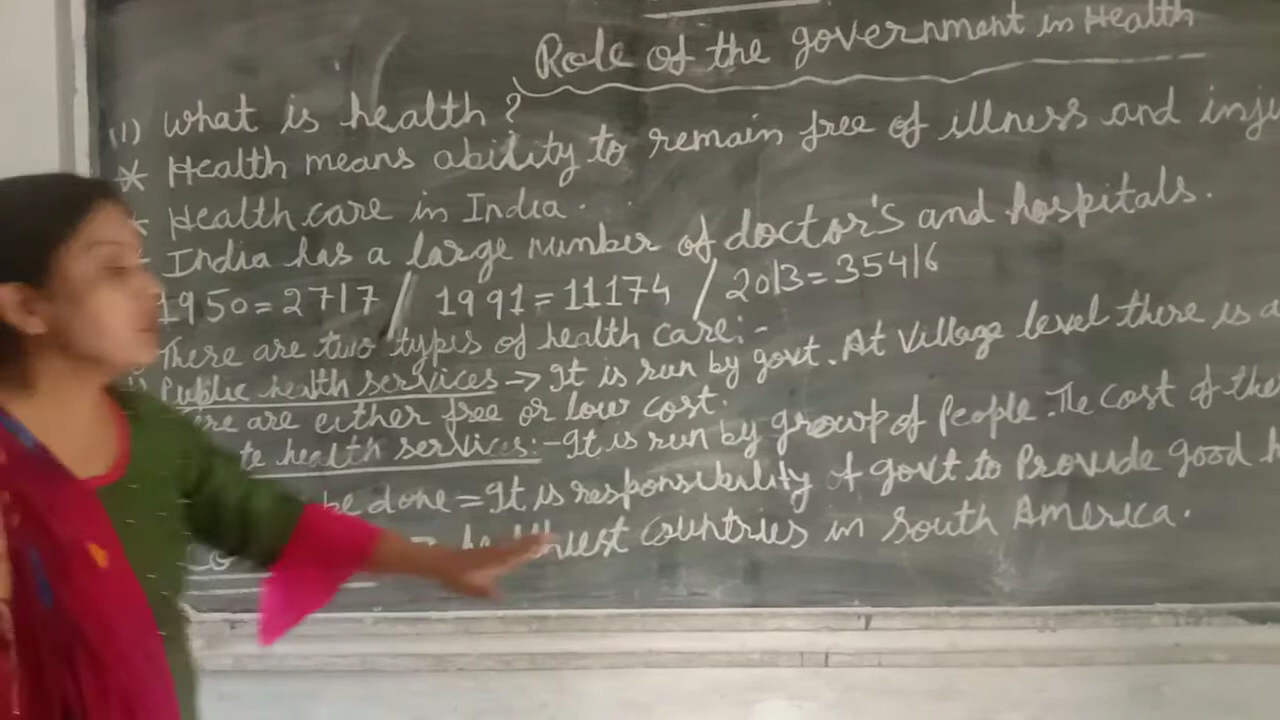 Role of the government in Health
(1) What is health?
* Health means ability to remain free of illness and
* Health care in India.
India has a large number of doctor's and hospitals.
1950=2717 / 1991=11174 / 2013=35416
There are two types of health care:-
Public health services → It is run by govt. At Village level there is a
are either free or low cost.
health services:- It is run by group of People. The cost of
be done = It is responsibility of govt to Provide good
countries in South America.